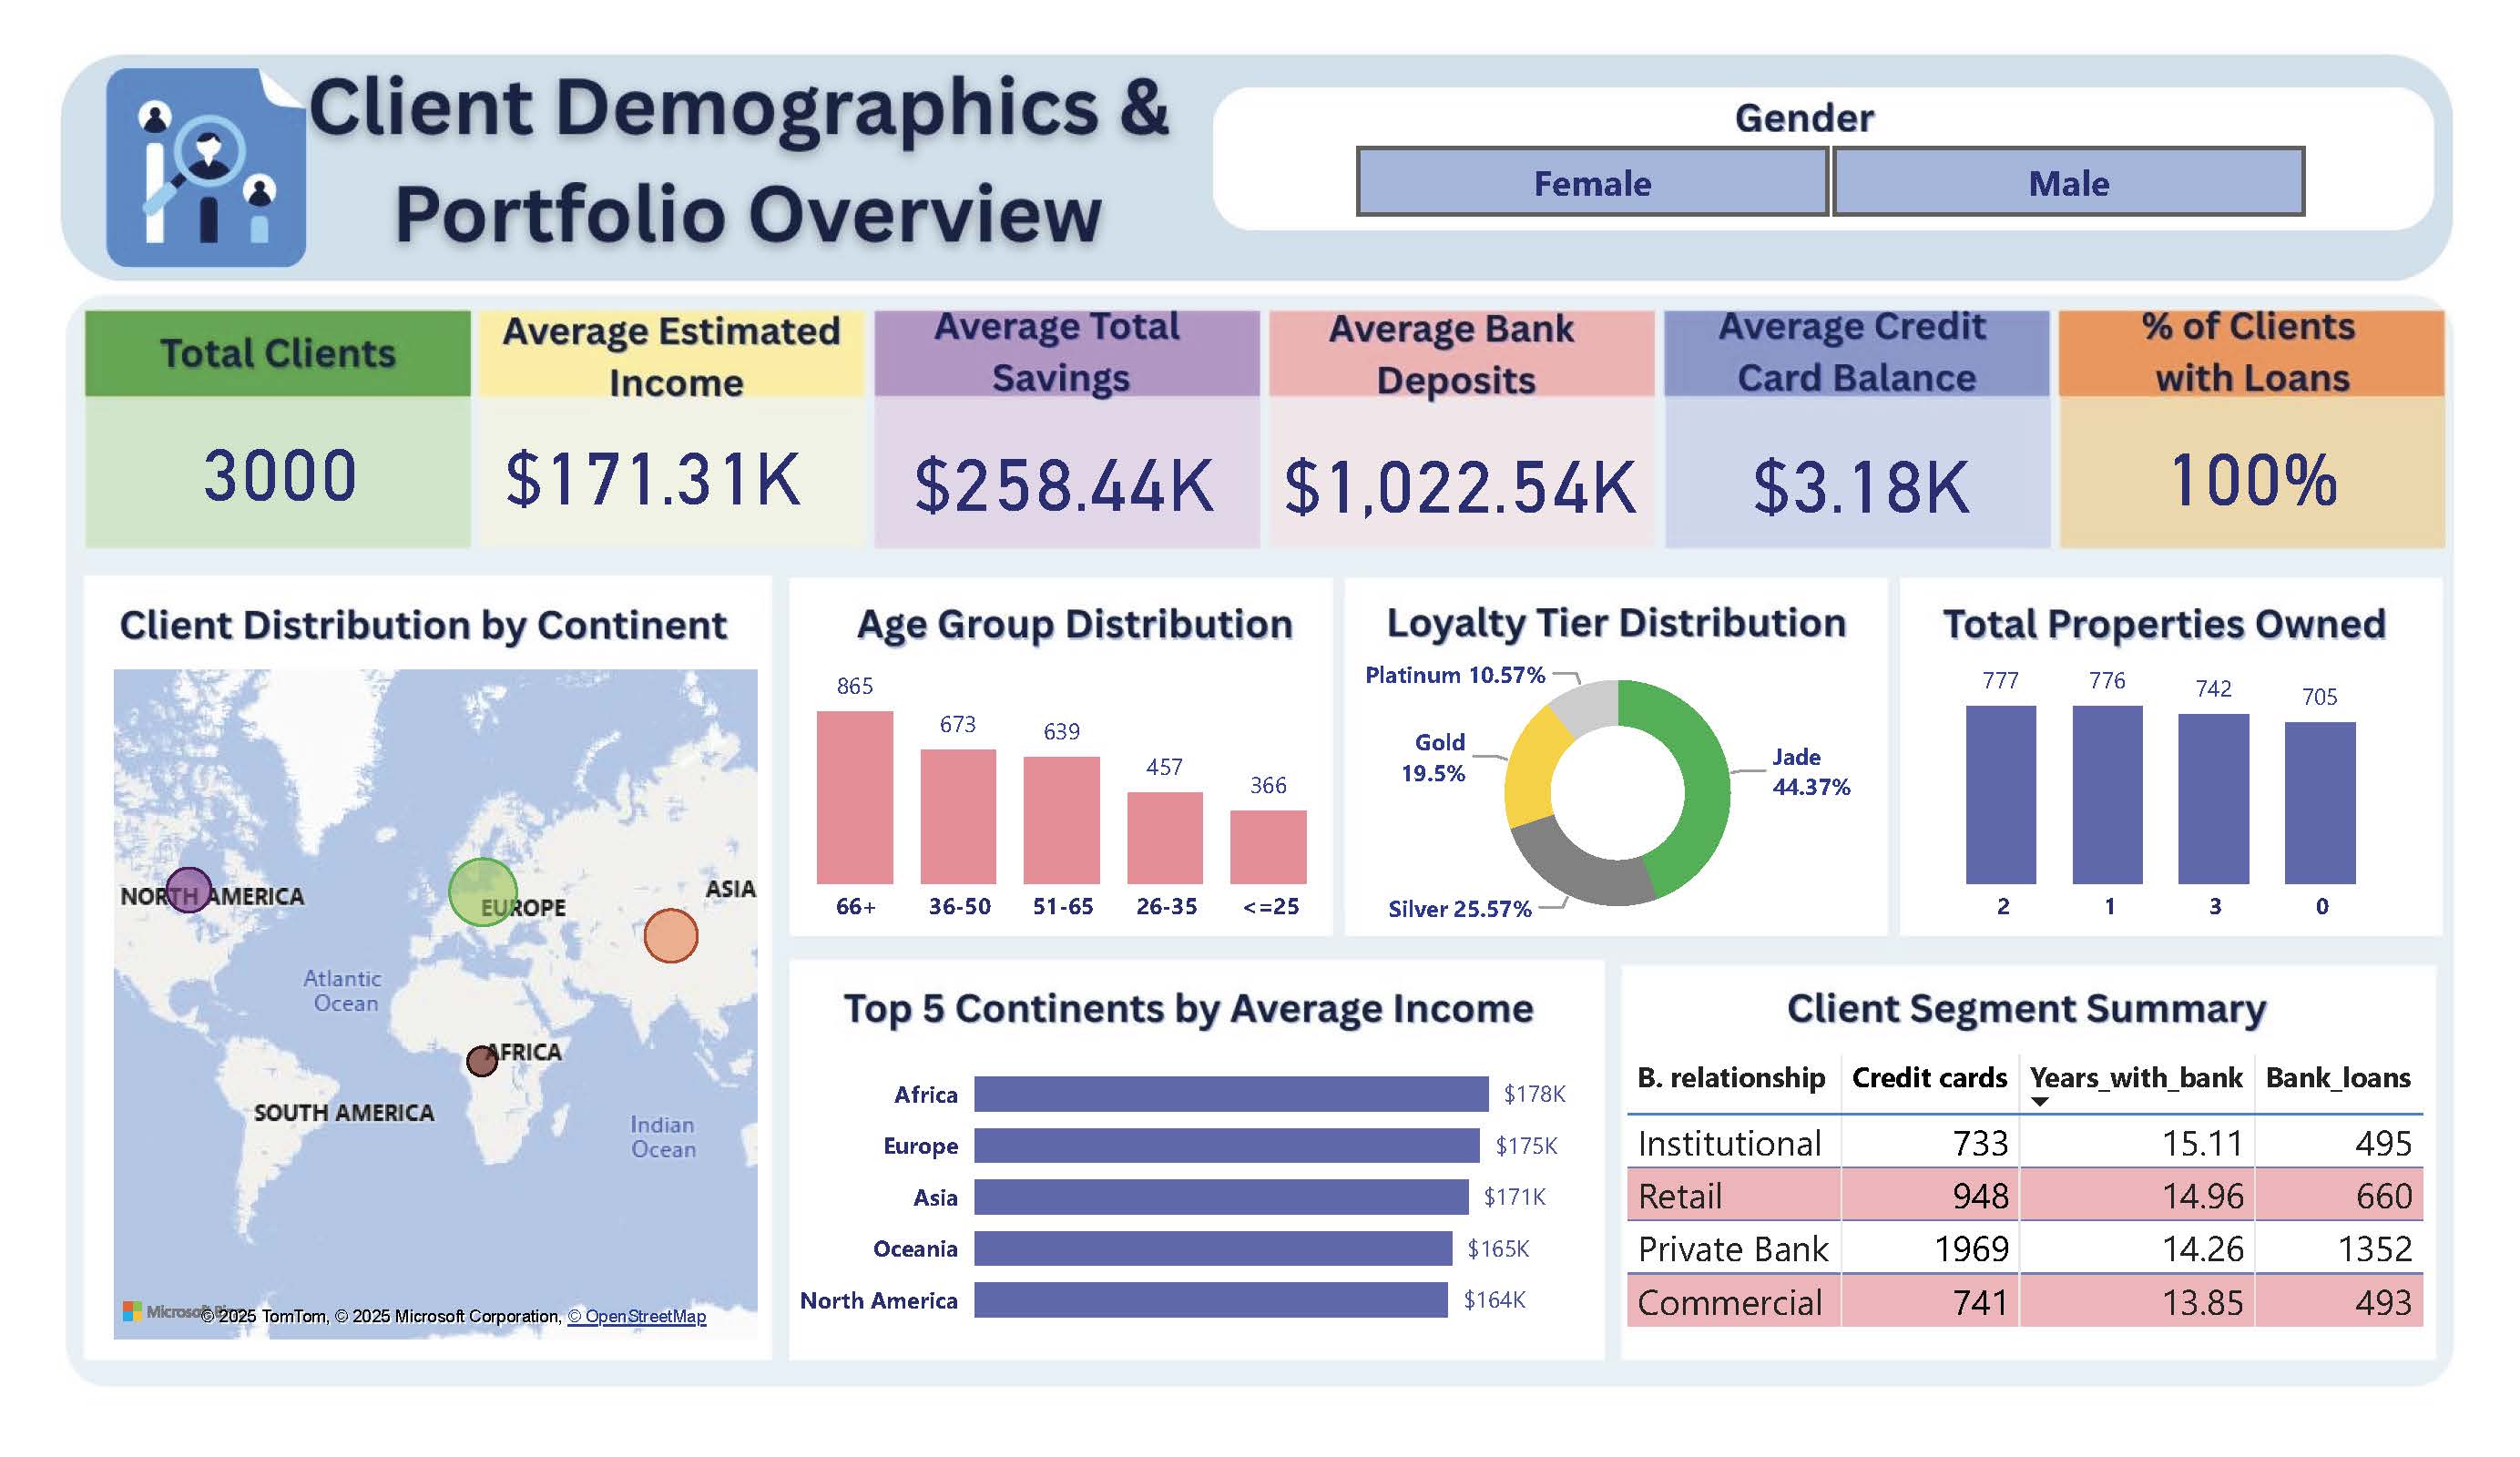 Client Demographics &
Portfolio Overview
Gender
Female
Male
Total Clients
3000
Average Estimated
Income
$171.31K
Average Total
Savings
$258.44K
Average Bank
Deposits
$1,022.54K
Average Credit
Card Balance
$3.18K
% of Clients
with Loans
100%
Client Distribution by Continent
NORTH AMERICA
EUROPE
ASIA
Atlantic
Ocean
AFRICA
SOUTH AMERICA
Indian
Ocean
Microsoft
© 2025 TomTom, © 2025 Microsoft Corporation, © OpenStreetMap
Age Group Distribution
865
673
639
457
366
66+
36-50
51-65
26-35
<=25
Loyalty Tier Distribution
Platinum 10.57%
Gold
19.5%
Jade
44.37%
Silver 25.57%
Total Properties Owned
777
776
742
705
2
1
3
0
Top 5 Continents by Average Income
Africa $178K
Europe $175K
Asia $171K
Oceania $165K
North America $164K
Client Segment Summary
B. relationship Credit cards Years_with_bank Bank_loans
Institutional 733 15.11 495
Retail 948 14.96 660
Private Bank 1969 14.26 1352
Commercial 741 13.85 493